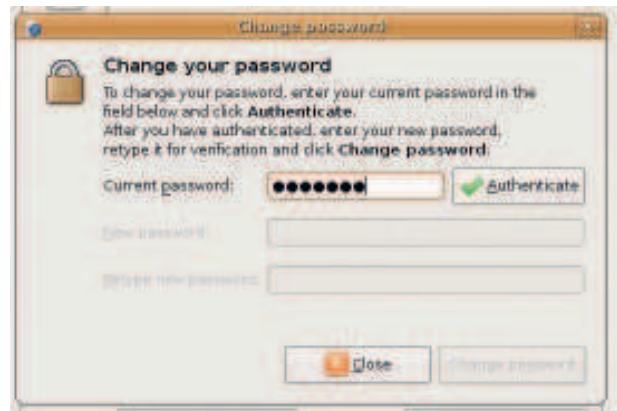 Change password
Change your password
To change your password, enter your current password in the
field below and click Authenticate.
After you have authenticated, enter your new password,
retype it for verification and click Change password.
Current password:
Authenticate
New password:
Retype new password:
Close
Change password